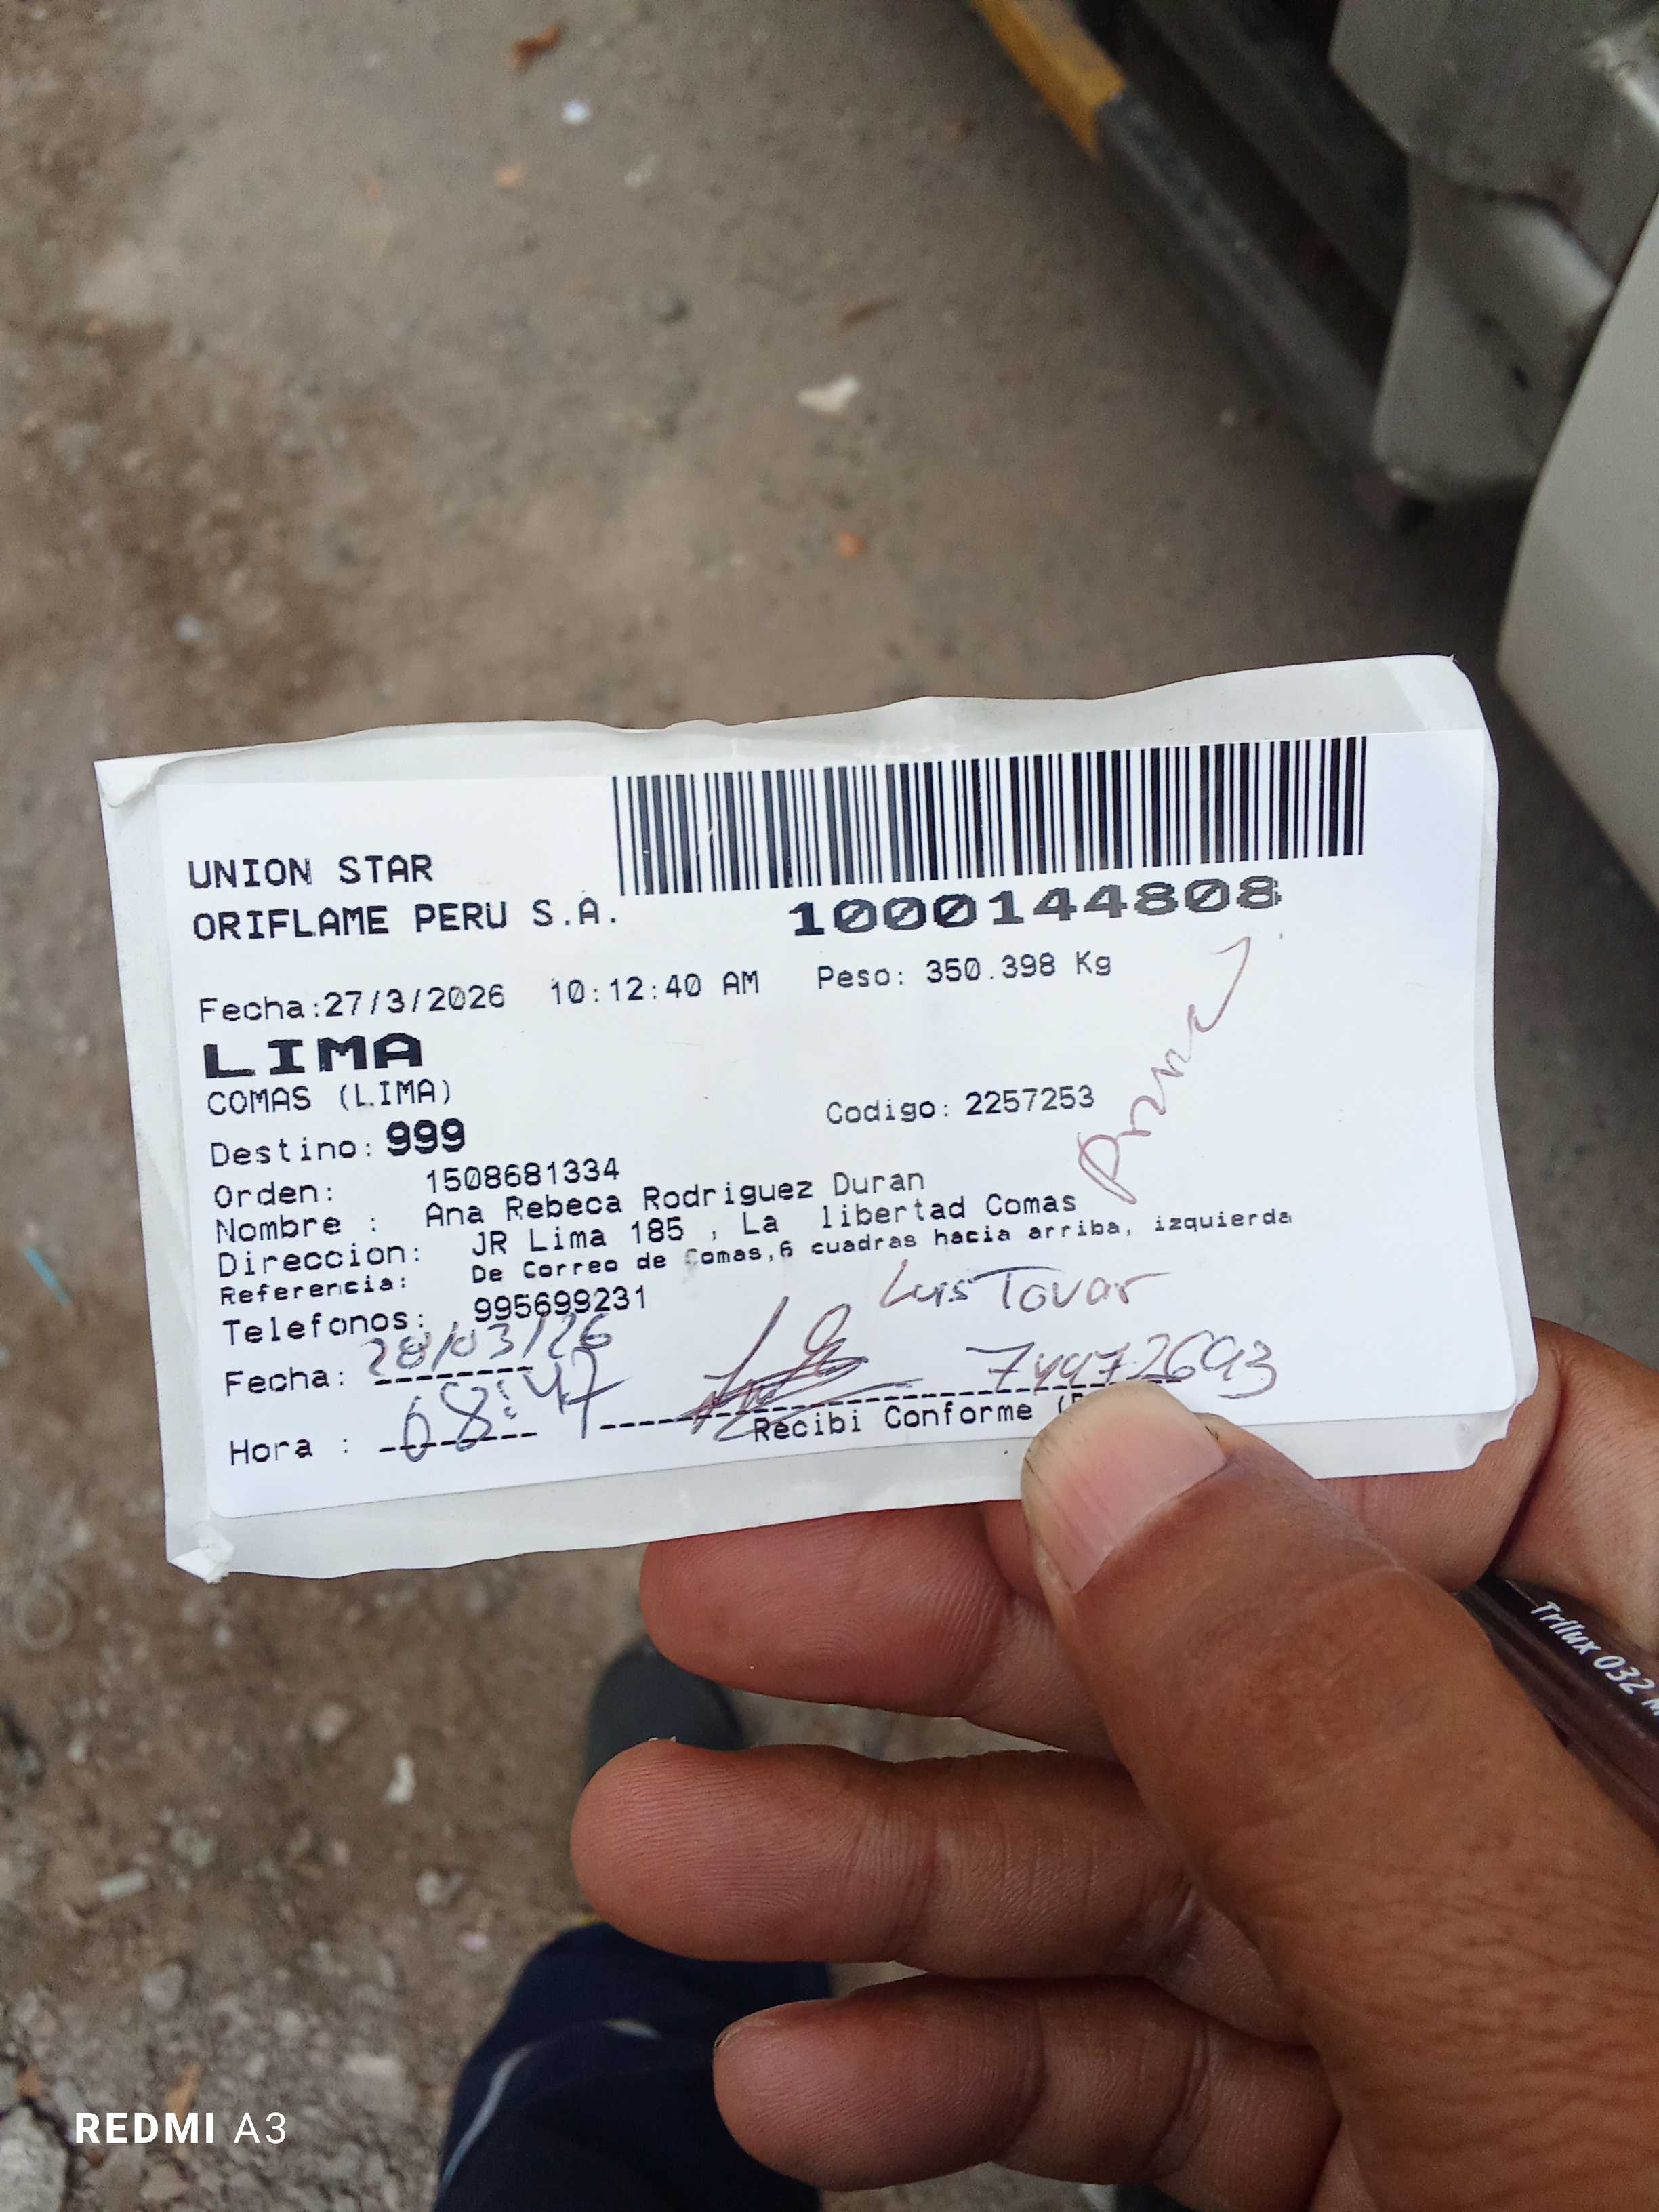 UNION STAR
ORIFLAME PERU S.A.
1000144808
Fecha:27/3/2026 10:12:40 AM Peso: 350.398 Kg
LIMA
COMAS (LIMA)
Codigo: 2257253
Destino: 999
Orden: 1508681334
Nombre : Ana Rebeca Rodriguez Duran
Direccion: JR Lima 185 , La libertad Comas
Referencia: De Correo de Comas,6 cuadras hacia arriba, izquierda
Telefonos: 995699231
Luis Tovar
Fecha: 28/03/26
Hora : 08:47
Recibi Conforme
Trilux 032
REDMI A3